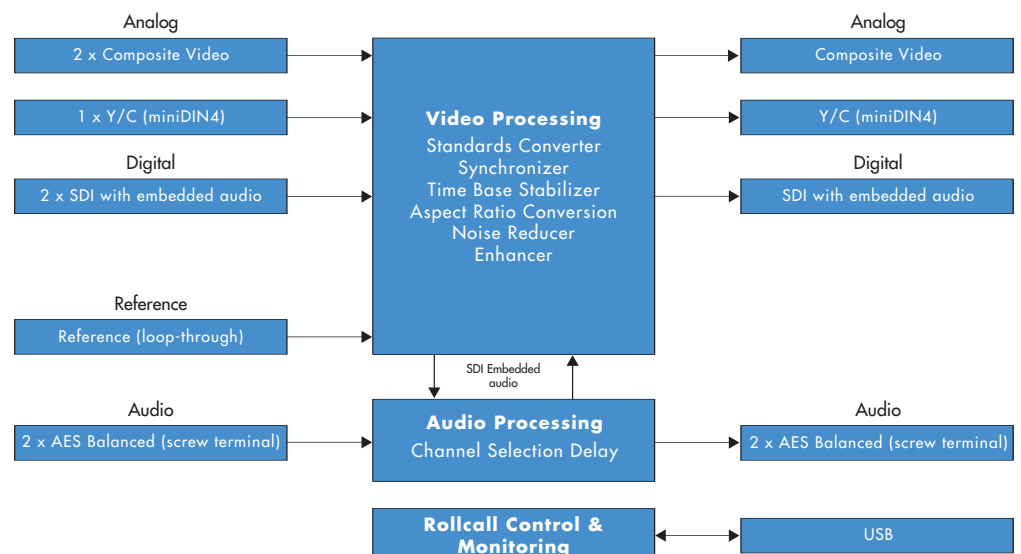 Analog
2 x Composite Video
1 x Y/C (miniDIN4)
Digital
2 x SDI with embedded audio
Reference
Reference (loop-through)
Audio
2 x AES Balanced (screw terminal)
Video Processing
Standards Converter
Synchronizer
Time Base Stabilizer
Aspect Ratio Conversion
Noise Reducer
Enhancer
SDI Embedded
audio
Audio Processing
Channel Selection Delay
Rollcall Control &
Monitoring
Analog
Composite Video
Y/C (miniDIN4)
Digital
SDI with embedded audio
Audio
2 x AES Balanced (screw terminal)
USB